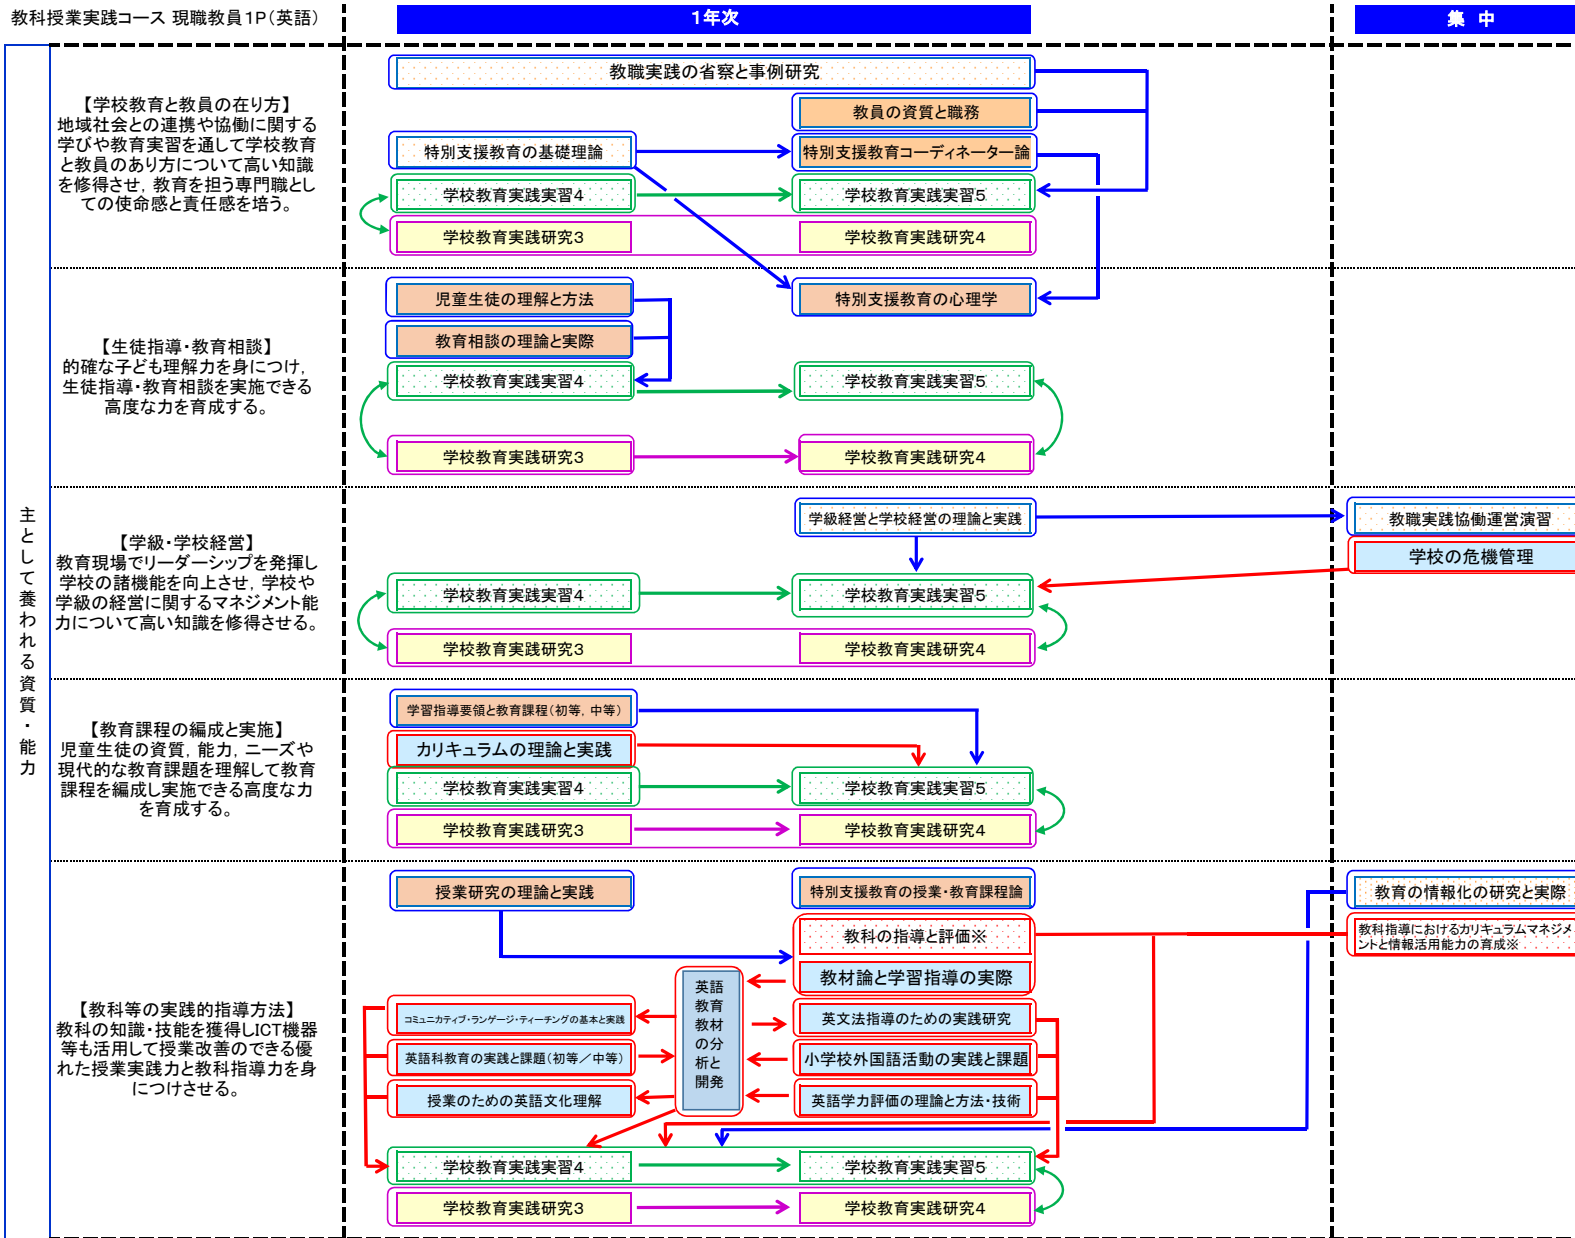 教科授業実践コース 現職教員1P(英語)
1年次
集 中
主として養われる資質・能力
【学校教育と教員の在り方】
地域社会との連携や協働に関する
学びや教育実習を通して学校教育
と教員のあり方について高い知識
を修得させ，教育を担う専門職とし
ての使命感と責任感を培う。
教職実践の省察と事例研究
教員の資質と職務
特別支援教育の基礎理論
特別支援教育コーディネーター論
学校教育実践実習4
学校教育実践実習5
学校教育実践研究3
学校教育実践研究4
【生徒指導・教育相談】
的確な子ども理解力を身につけ，
生徒指導・教育相談を実施できる
高度な力を育成する。
児童生徒の理解と方法
特別支援教育の心理学
教育相談の理論と実際
学校教育実践実習4
学校教育実践実習5
学校教育実践研究3
学校教育実践研究4
【学級・学校経営】
教育現場でリーダーシップを発揮し
学校の諸機能を向上させ，学校や
学級の経営に関するマネジメント能
力について高い知識を修得させる。
学級経営と学校経営の理論と実践
教職実践協働運営演習
学校の危機管理
学校教育実践実習4
学校教育実践実習5
学校教育実践研究3
学校教育実践研究4
【教育課程の編成と実施】
児童生徒の資質，能力，ニーズや
現代的な教育課題を理解して教育
課程を編成し実施できる高度な力
を育成する。
学習指導要領と教育課程(初等，中等)
カリキュラムの理論と実践
学校教育実践実習4
学校教育実践実習5
学校教育実践研究3
学校教育実践研究4
【教科等の実践的指導方法】
教科の知識・技能を獲得しICT機器
等も活用して授業改善のできる優
れた授業実践力と教科指導力を身
につけさせる。
授業研究の理論と実践
特別支援教育の授業・教育課程論
教育の情報化の研究と実際
教科の指導と評価※
教科指導におけるカリキュラムマネジメ
ントと情報活用能力の育成※
教材論と学習指導の実際
英語
教育
教材
の分
析と
開発
コミュニカティブ・ランゲージ・ティーチングの基本と実践
英文法指導のための実践研究
英語科教育の実践と課題(初等／中等)
小学校外国語活動の実践と課題
授業のための英語文化理解
英語学力評価の理論と方法・技術
学校教育実践実習4
学校教育実践実習5
学校教育実践研究3
学校教育実践研究4